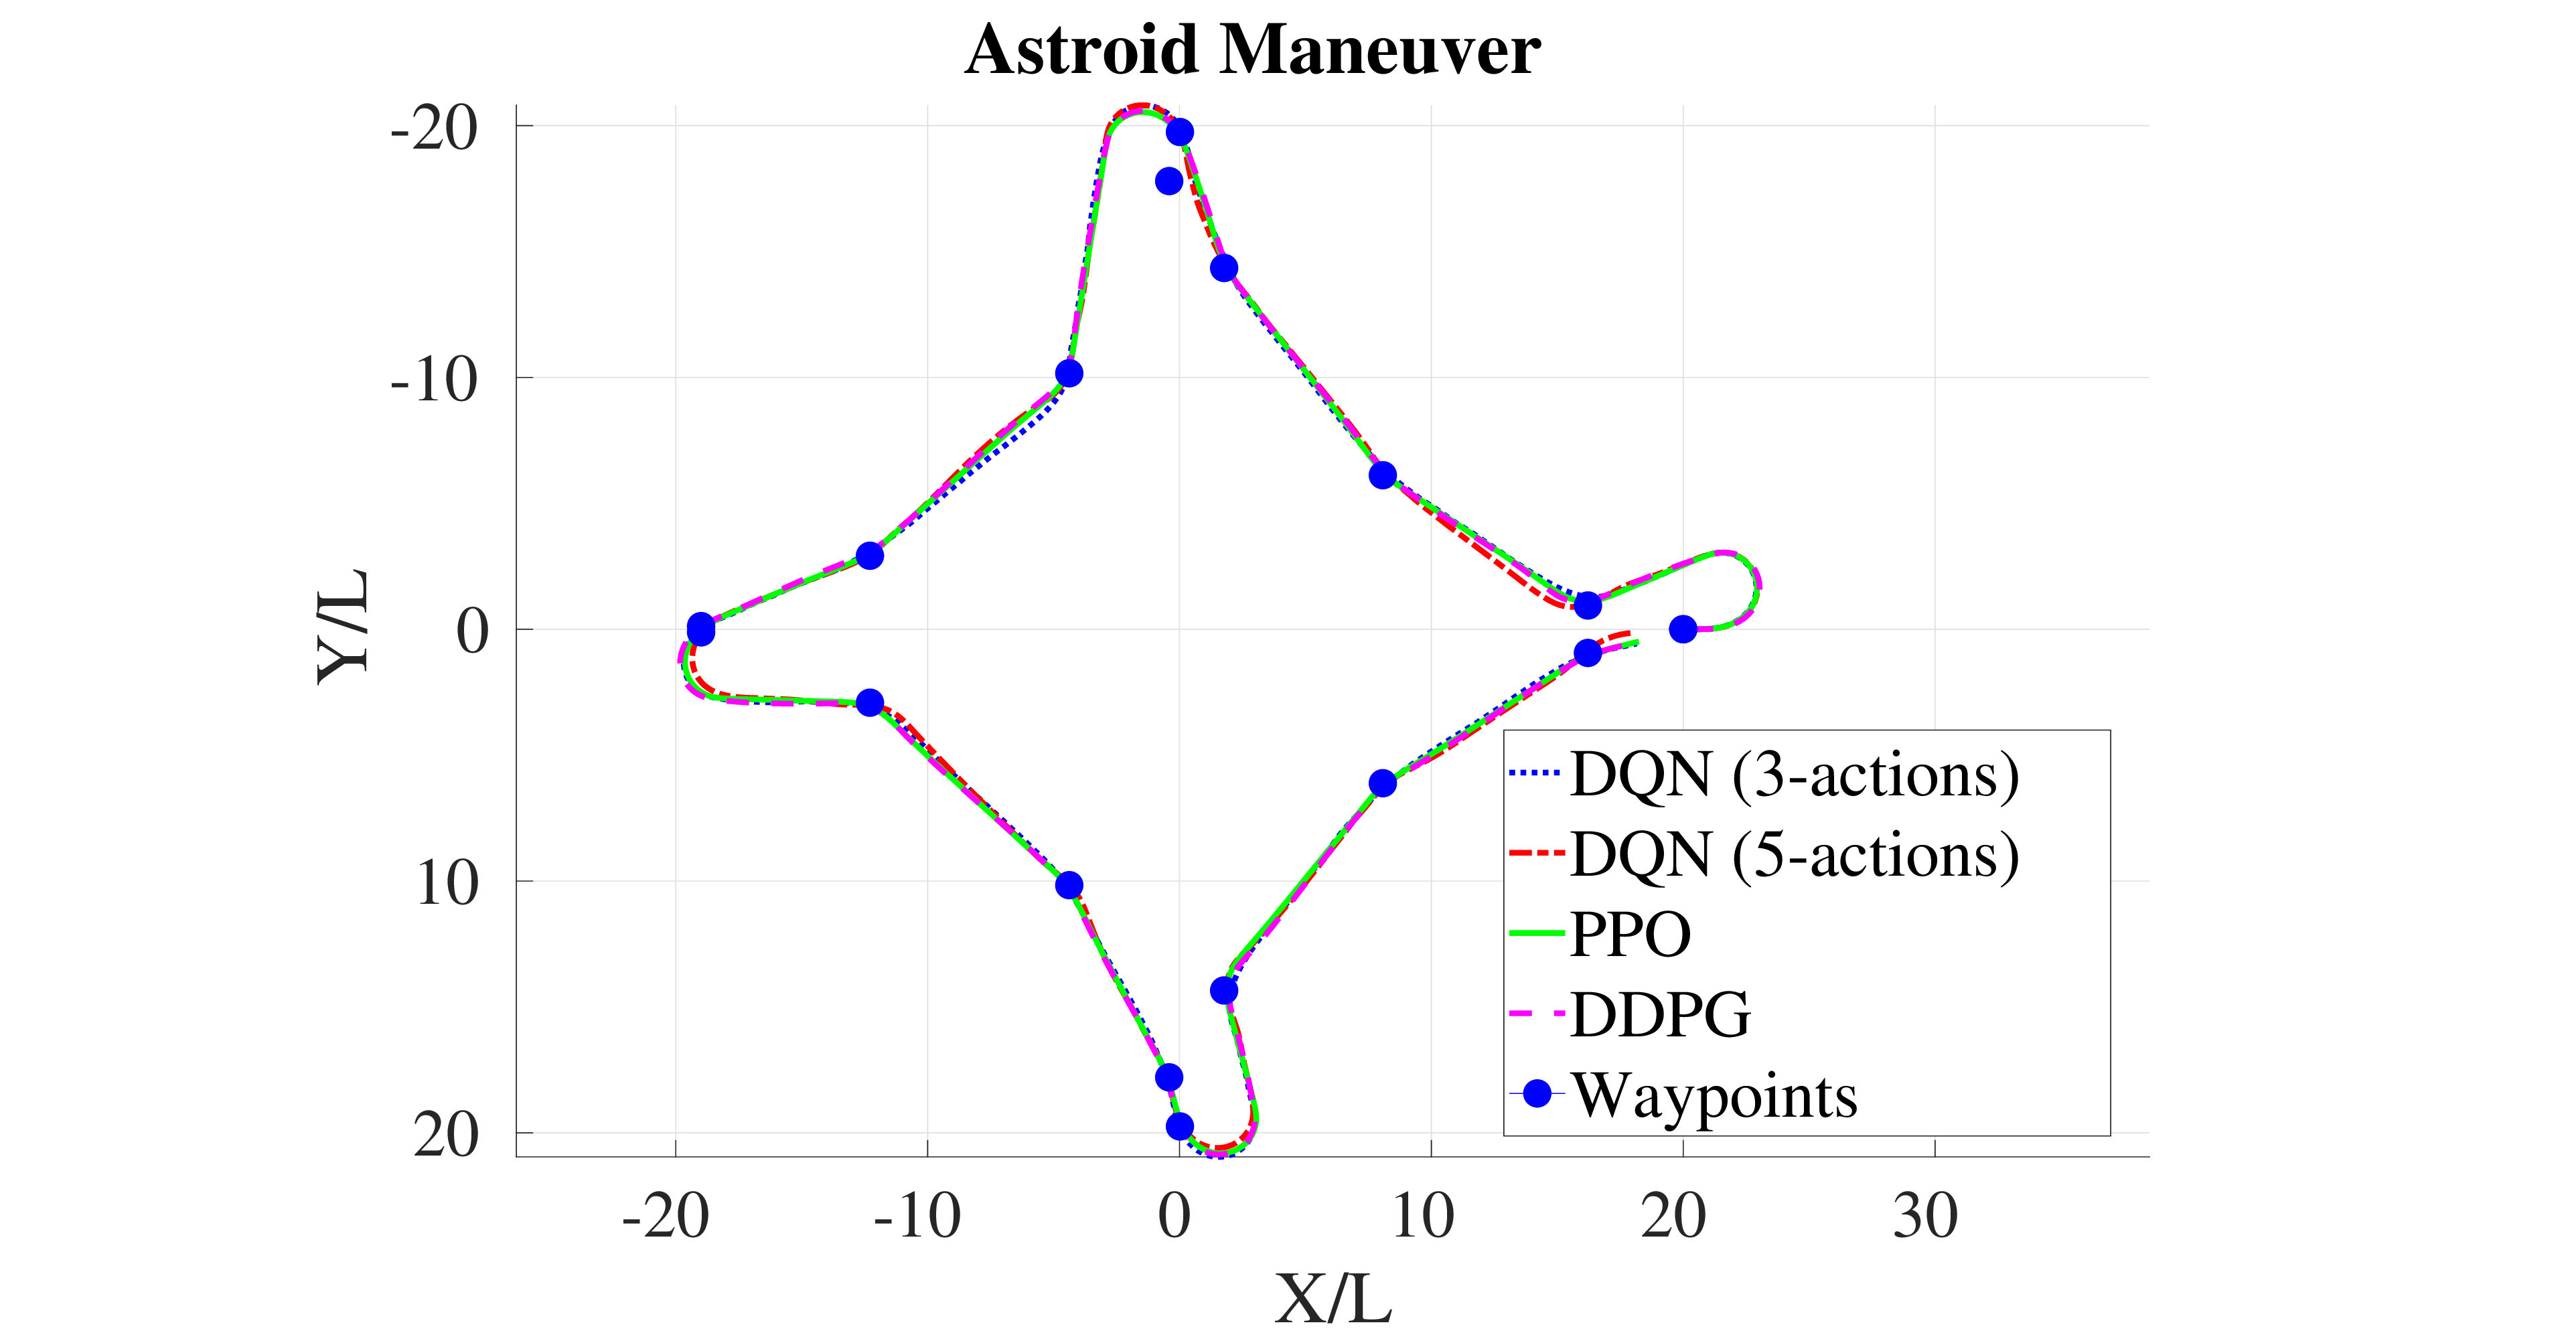 Astroid Maneuver
-20
-10
0
10
20
Y/L
DQN (3-actions)
DQN (5-actions)
PPO
DDPG
Waypoints
-20 -10 0 10 20 30
X/L